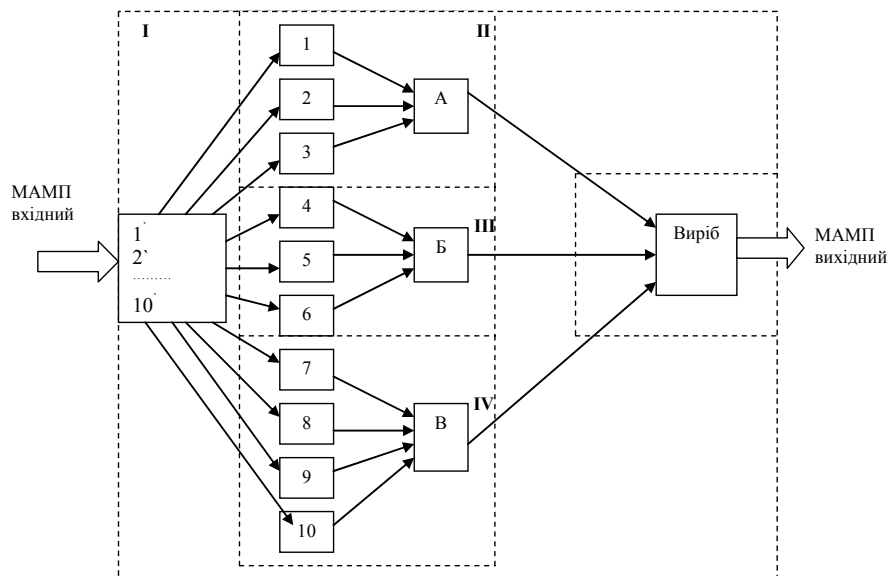 I
II
1
2
А
3
МАМП
вхідний
4
1`
2`
.........
10`
III
Б
5
6
Виріб
МАМП
вихідний
7
IV
8
В
9
10